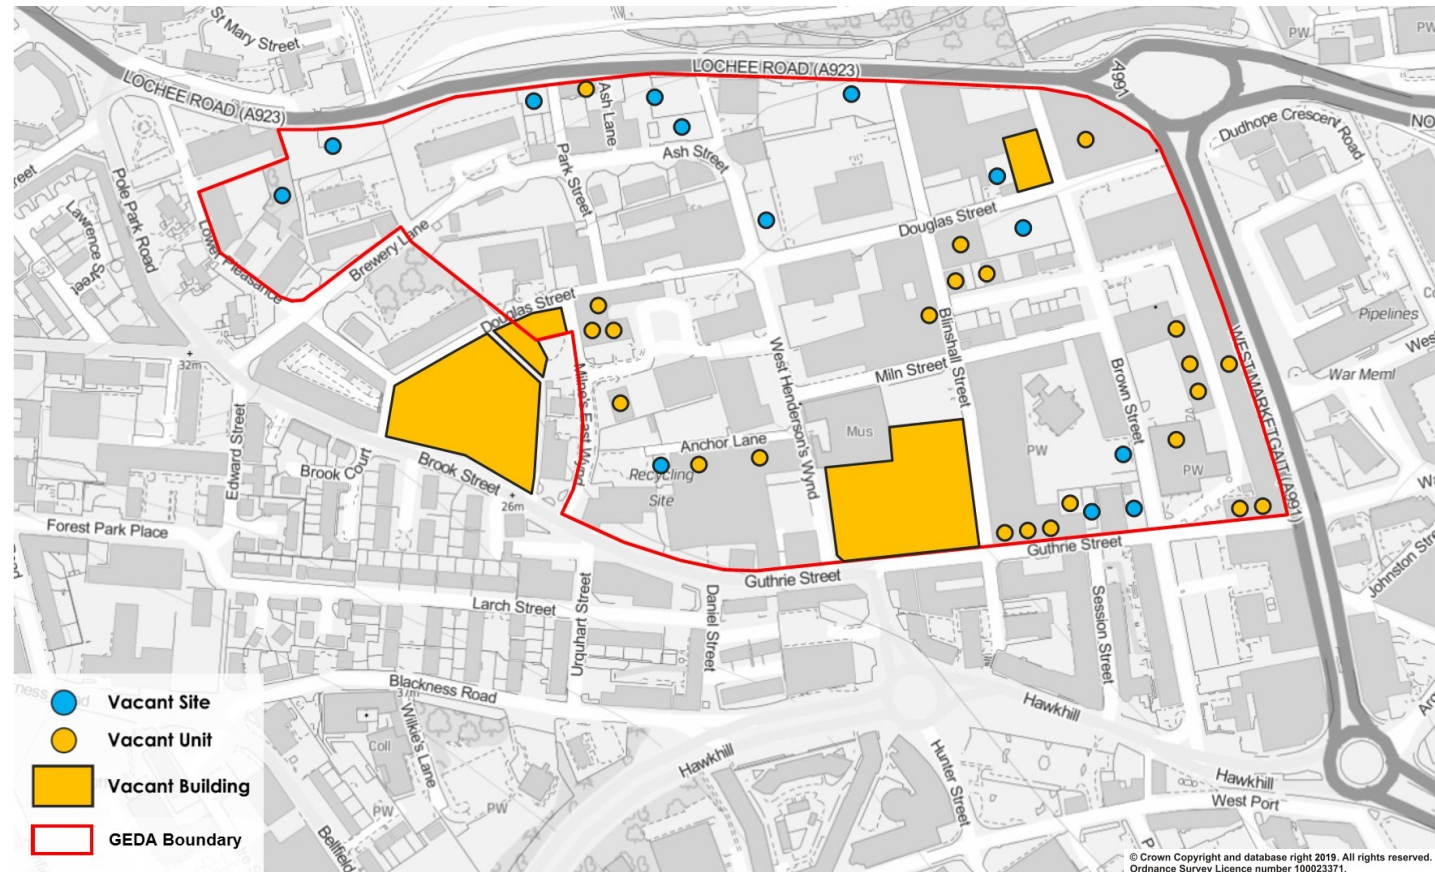 St Mary Street
LOCHEE ROAD (A923)
LOCHEE ROAD (A923)
A991
PW
Dudhope Crescent Road
Ash Lane
Park Street
Ash Street
Pole Park Road
Lawrence Street
Lower Pleasance
Brewery Lane
Douglas Street
Douglas Street
Blinshall Street
Miln Street
West Henderson's Wynd
Milne's East Wynd
Brown Street
WEST MARKETGAIT (A991)
Pipelines
War Meml
32m
Mus
PW
PW
Anchor Lane
Recycling
Site
Edward Street
Brook Court
Brook Street
26m
Forest Park Place
Guthrie Street
Guthrie Street
Larch Street
Urquhart Street
Daniel Street
Session Street
Johnston Stre
Blackness Road
37m
Wilkie's Lane
Coll
PW
PW
Bellfield
Hawkhill
Hawkhill
Hawkhill
Hunter Street
West Port
Vacant Site
Vacant Unit
Vacant Building
GEDA Boundary
© Crown Copyright and database right 2019. All rights reserved.
Ordnance Survey Licence number 100023371.